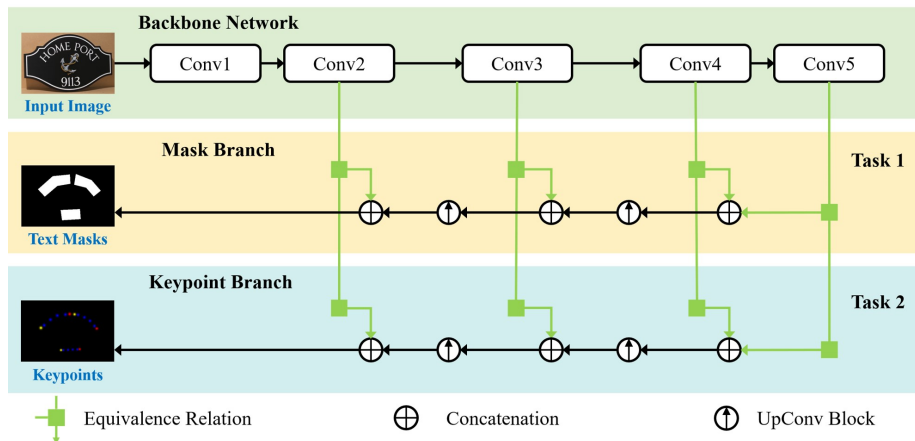 Backbone Network
HOME PORT
9113
Conv1
Conv2
Conv3
Conv4
Conv5
Input Image
Mask Branch
Task 1
Text Masks
Keypoint Branch
Task 2
Keypoints
Equivalence Relation
Concatenation
UpConv Block